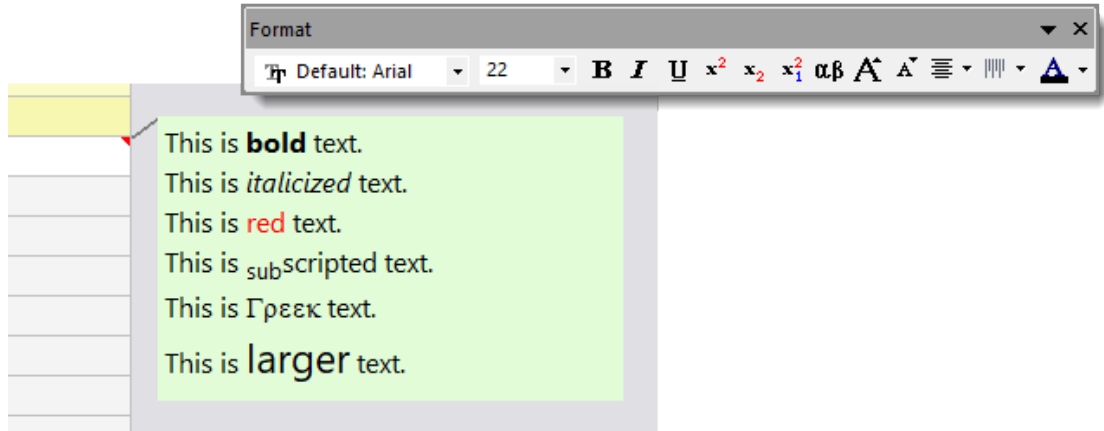 Format
Default: Arial 22 B I U x² x₂ x²₁ αβ A A A
This is bold text.
This is italicized text.
This is red text.
This is subscripted text.
This is Γρεεκ text.
This is larger text.